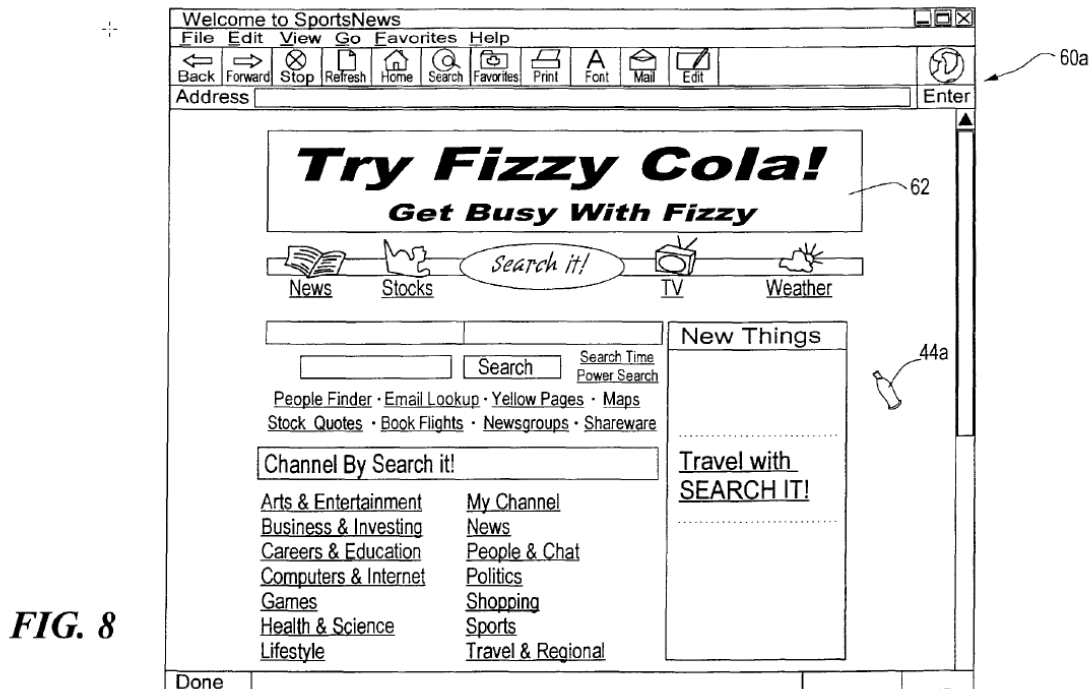 Welcome to SportsNews
File Edit View Go Favorites Help
Back Forward Stop Refresh Home Search Favorites Print Font Mail Edit
60a
Address Enter
Try Fizzy Cola!
Get Busy With Fizzy
62
Search it!
News Stocks TV Weather
New Things
Search Search Time
Power Search
44a
People Finder · Email Lookup · Yellow Pages · Maps
Stock Quotes · Book Flights · Newsgroups · Shareware
Channel By Search it!
Travel with
SEARCH IT!
Arts & Entertainment My Channel
Business & Investing News
Careers & Education People & Chat
Computers & Internet Politics
Games Shopping
Health & Science Sports
Lifestyle Travel & Regional
FIG. 8
Done